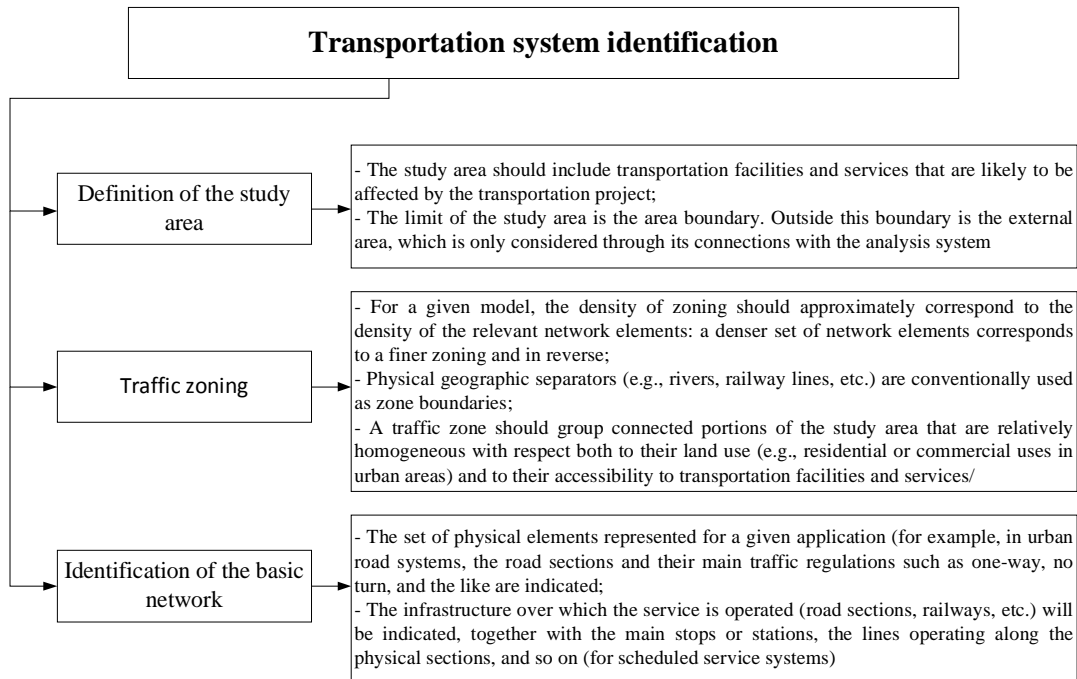 Transportation system identification
Definition of the study
area
- The study area should include transportation facilities and services that are likely to be
affected by the transportation project;
- The limit of the study area is the area boundary. Outside this boundary is the external
area, which is only considered through its connections with the analysis system
Traffic zoning
- For a given model, the density of zoning should approximately correspond to the
density of the relevant network elements: a denser set of network elements corresponds
to a finer zoning and in reverse;
- Physical geographic separators (e.g., rivers, railway lines, etc.) are conventionally used
as zone boundaries;
- A traffic zone should group connected portions of the study area that are relatively
homogeneous with respect both to their land use (e.g., residential or commercial uses in
urban areas) and to their accessibility to transportation facilities and services/
Identification of the basic
network
- The set of physical elements represented for a given application (for example, in urban
road systems, the road sections and their main traffic regulations such as one-way, no
turn, and the like are indicated;
- The infrastructure over which the service is operated (road sections, railways, etc.) will
be indicated, together with the main stops or stations, the lines operating along the
physical sections, and so on (for scheduled service systems)